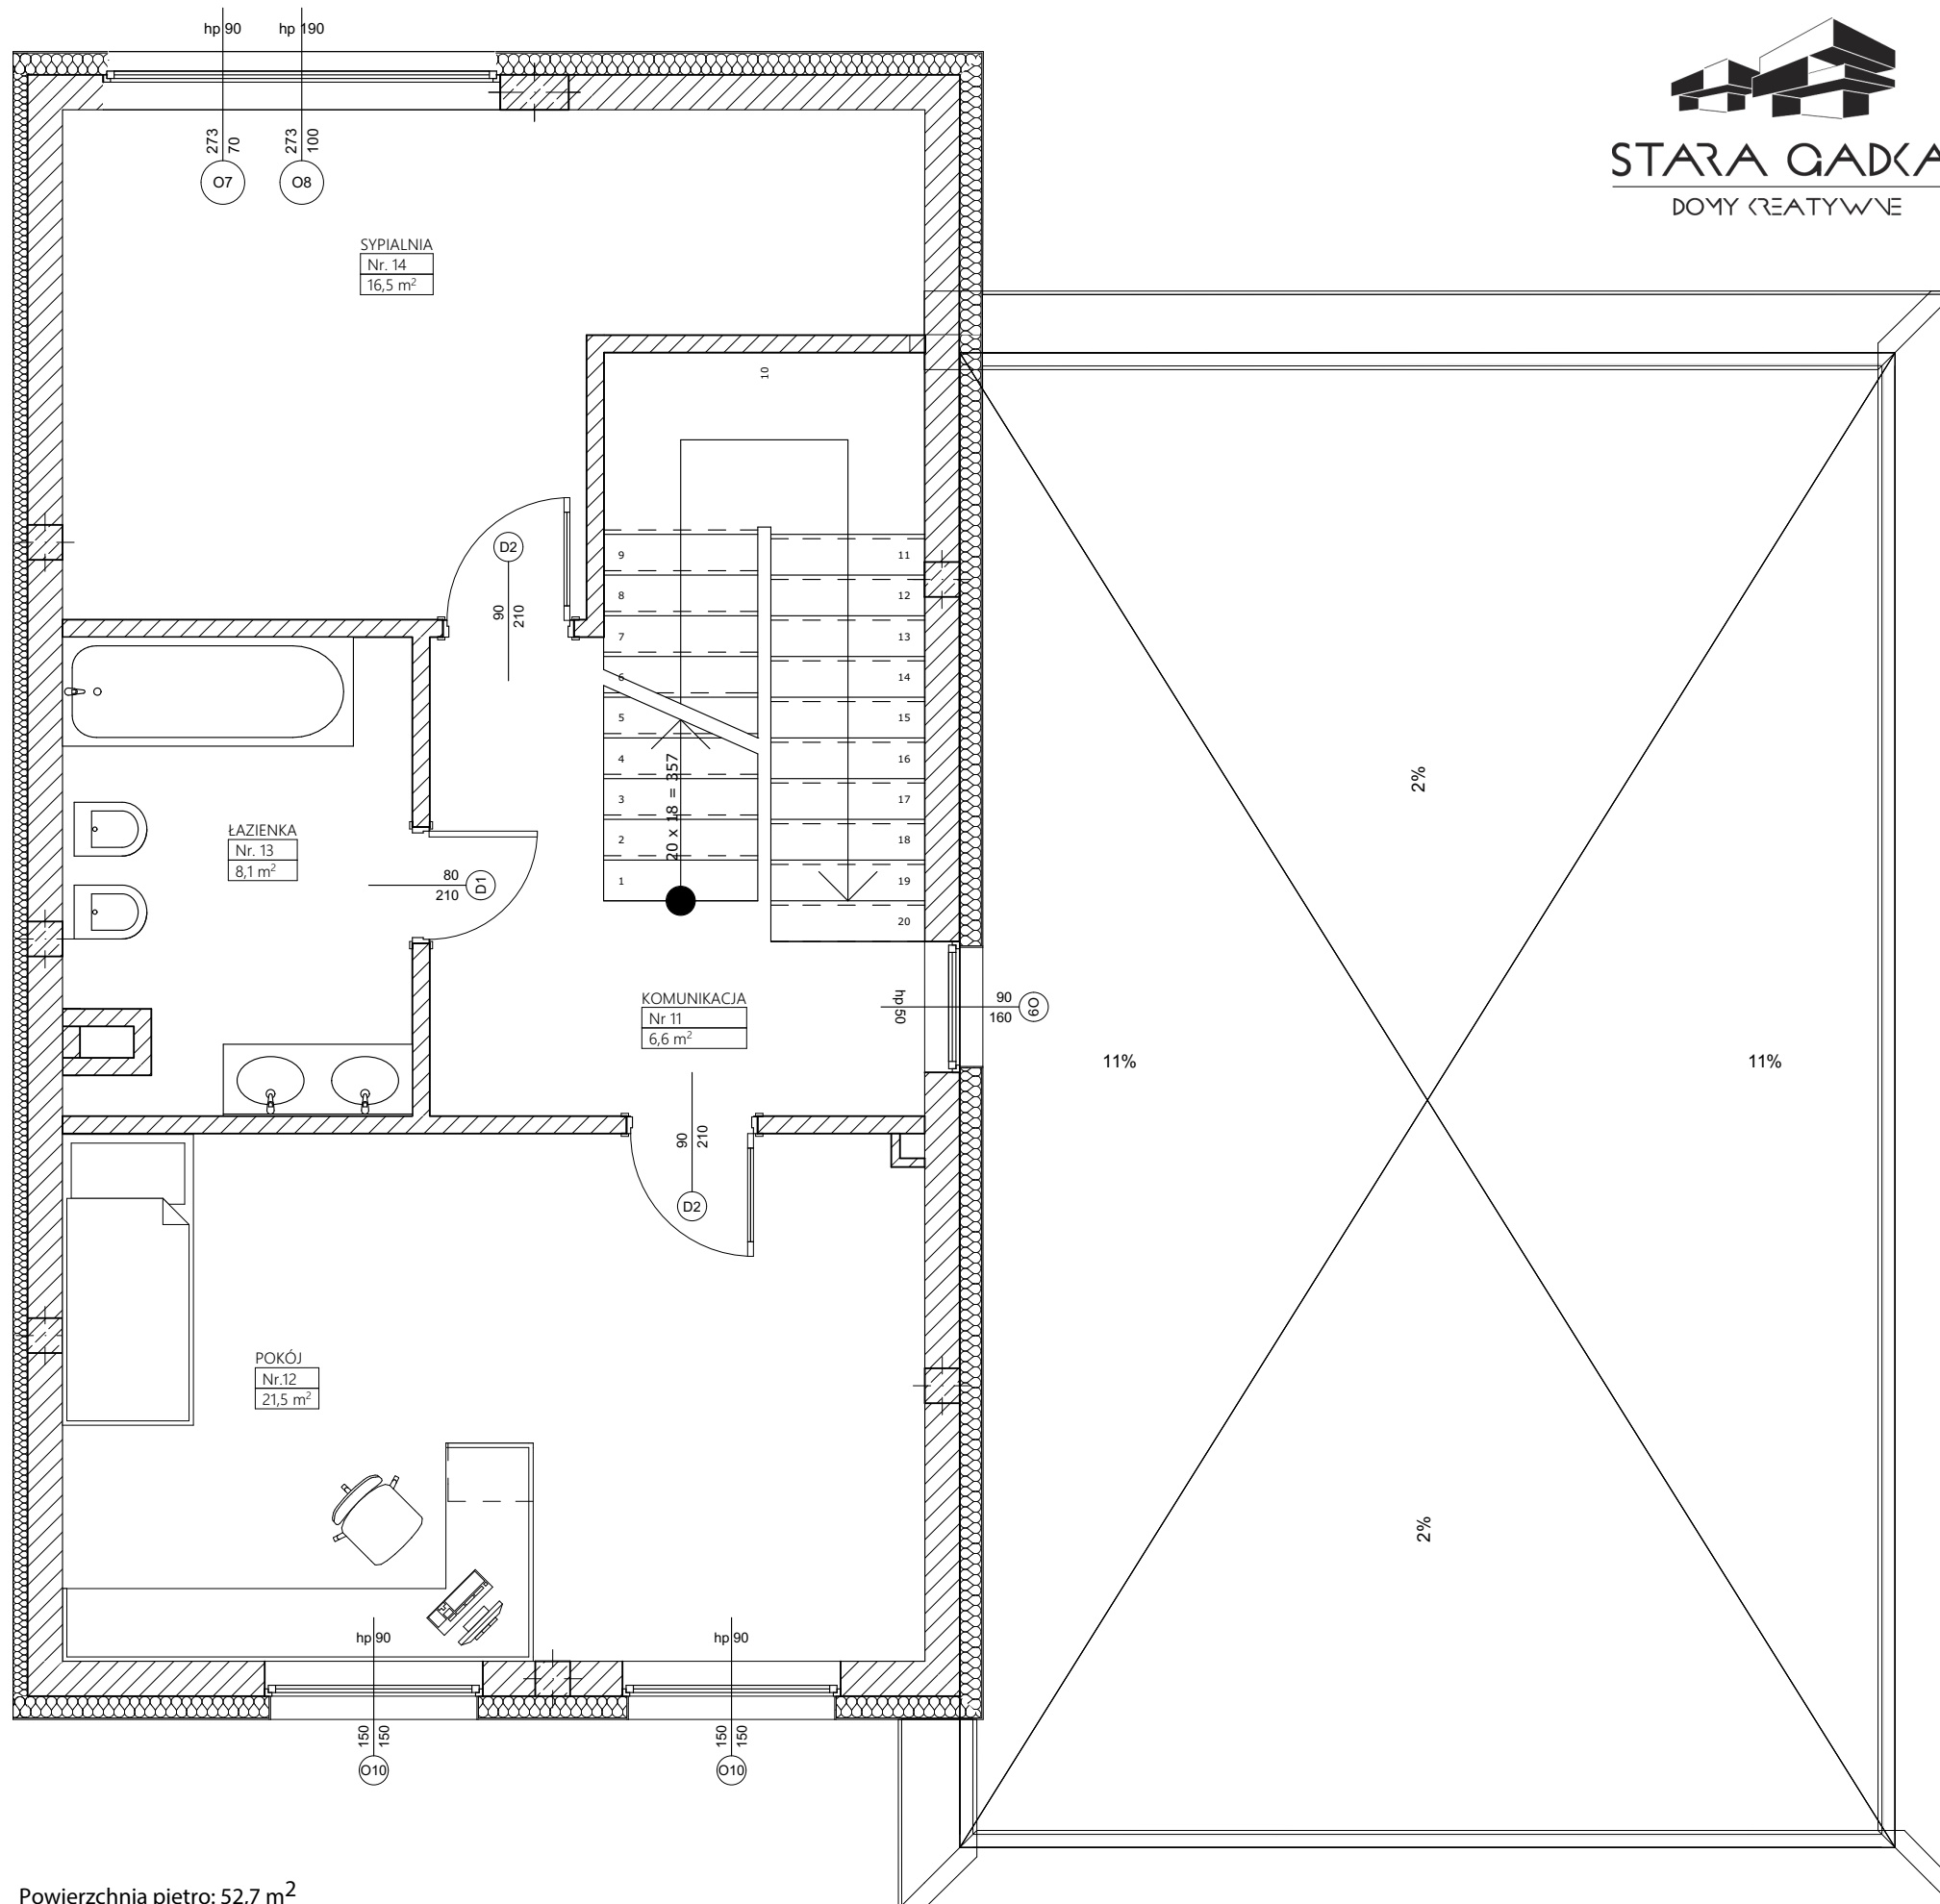 hp 90
hp 190
273
70
273
100
O7
O8
STARA GADKA
DOMY KREATYWNE
SYPIALNIA
Nr. 14
16,5 m²
10
D2
90
210
9
8
7
6
5
4
3
2
1
11
12
13
14
15
16
17
18
19
20
20 x 18 = 357
2%
ŁAZIENKA
Nr. 13
8,1 m²
80
210
D1
KOMUNIKACJA
Nr 11
6,6 m²
hp 50
90
160
O9
11%
11%
90
210
D2
POKÓJ
Nr.12
21,5 m²
2%
hp 90
hp 90
150
150
150
150
O10
O10
Powierzchnia piętro: 52,7 m²